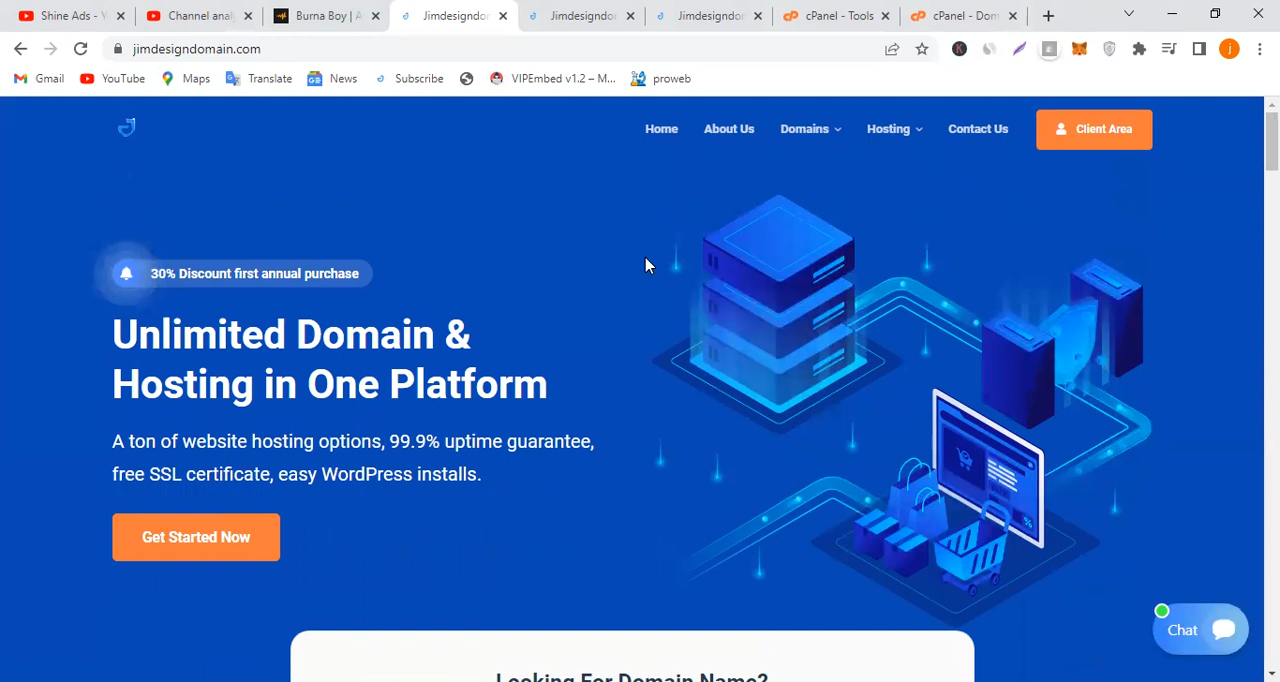 Shine Ads - Y
Channel analy
Burna Boy | A
Jimdesigndo
Jimdesigndo
Jimdesigndo
cPanel - Tools
cPanel - Dom
jimdesigndomain.com
K
j
Gmail
YouTube
Maps
Translate
News
Subscribe
VIPEmbed v1.2 – M...
proweb
Home
About Us
Domains
Hosting
Contact Us
Client Area
30% Discount first annual purchase
Unlimited Domain &
Hosting in One Platform
A ton of website hosting options, 99.9% uptime guarantee,
free SSL certificate, easy WordPress installs.
Get Started Now
Chat
Looking For Domain Name?